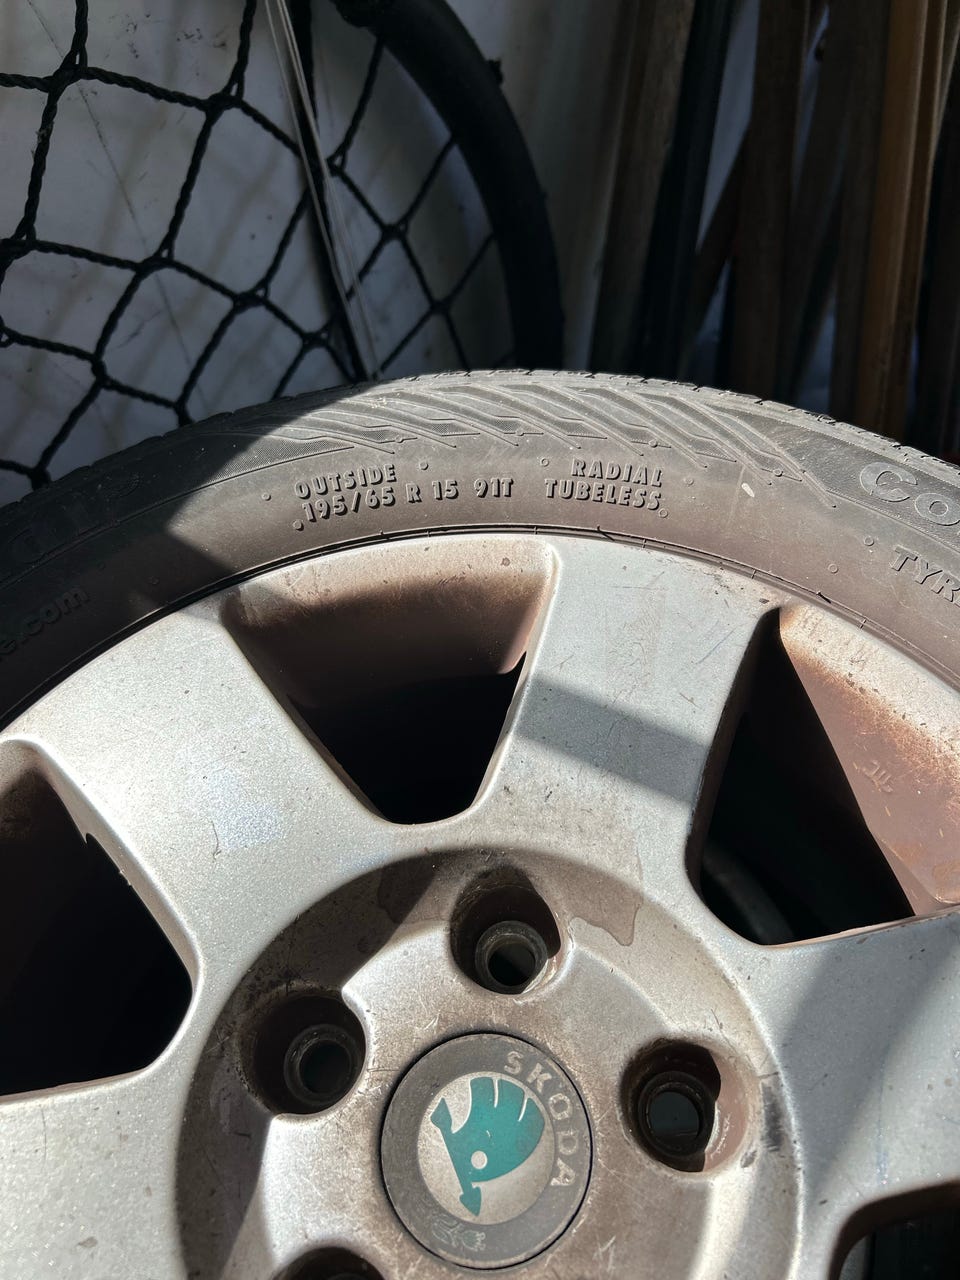 OUTSIDE
195/65 R 15 91T
RADIAL
TUBELESS
SKODA